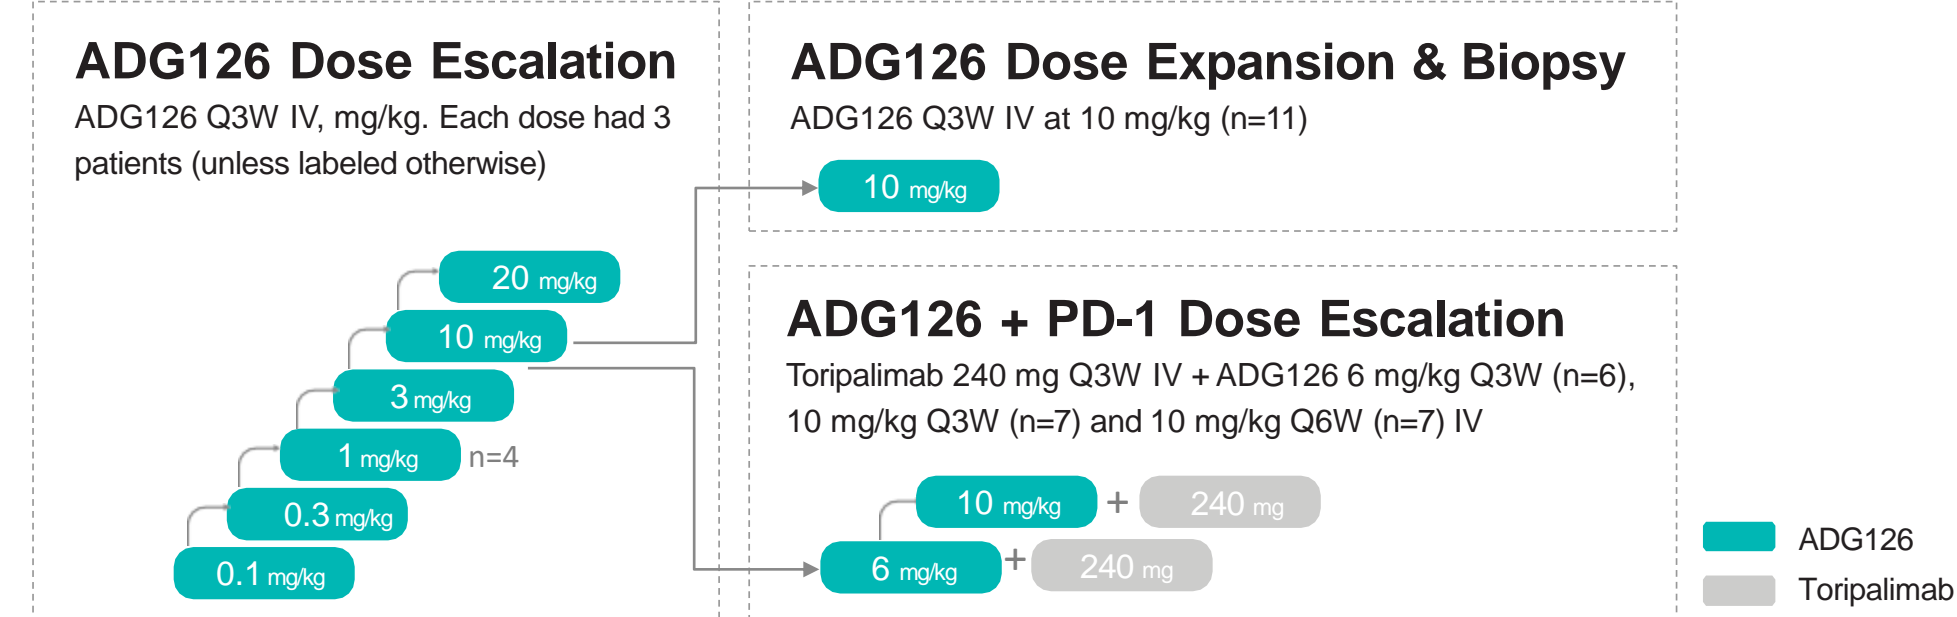 ADG126 Dose Escalation
ADG126 Q3W IV, mg/kg. Each dose had 3
patients (unless labeled otherwise)
20 mg/kg
10 mg/kg
3 mg/kg
1 mg/kg n=4
0.3 mg/kg
0.1 mg/kg
ADG126 Dose Expansion & Biopsy
ADG126 Q3W IV at 10 mg/kg (n=11)
10 mg/kg
ADG126 + PD-1 Dose Escalation
Toripalimab 240 mg Q3W IV + ADG126 6 mg/kg Q3W (n=6),
10 mg/kg Q3W (n=7) and 10 mg/kg Q6W (n=7) IV
10 mg/kg + 240 mg
6 mg/kg + 240 mg
ADG126
Toripalimab